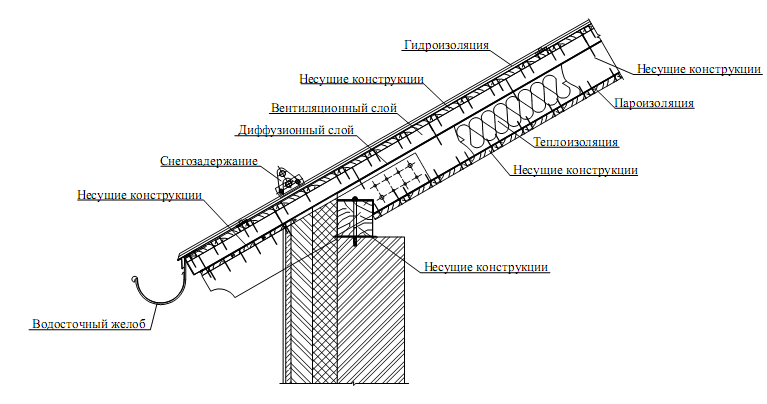 Гидроизоляция
Несущие конструкции
Несущие конструкции
Пароизоляция
Вентиляционный слой
Диффузионный слой
Теплоизоляция
Снегозадержание
Несущие конструкции
Несущие конструкции
Несущие конструкции
Водосточный желоб